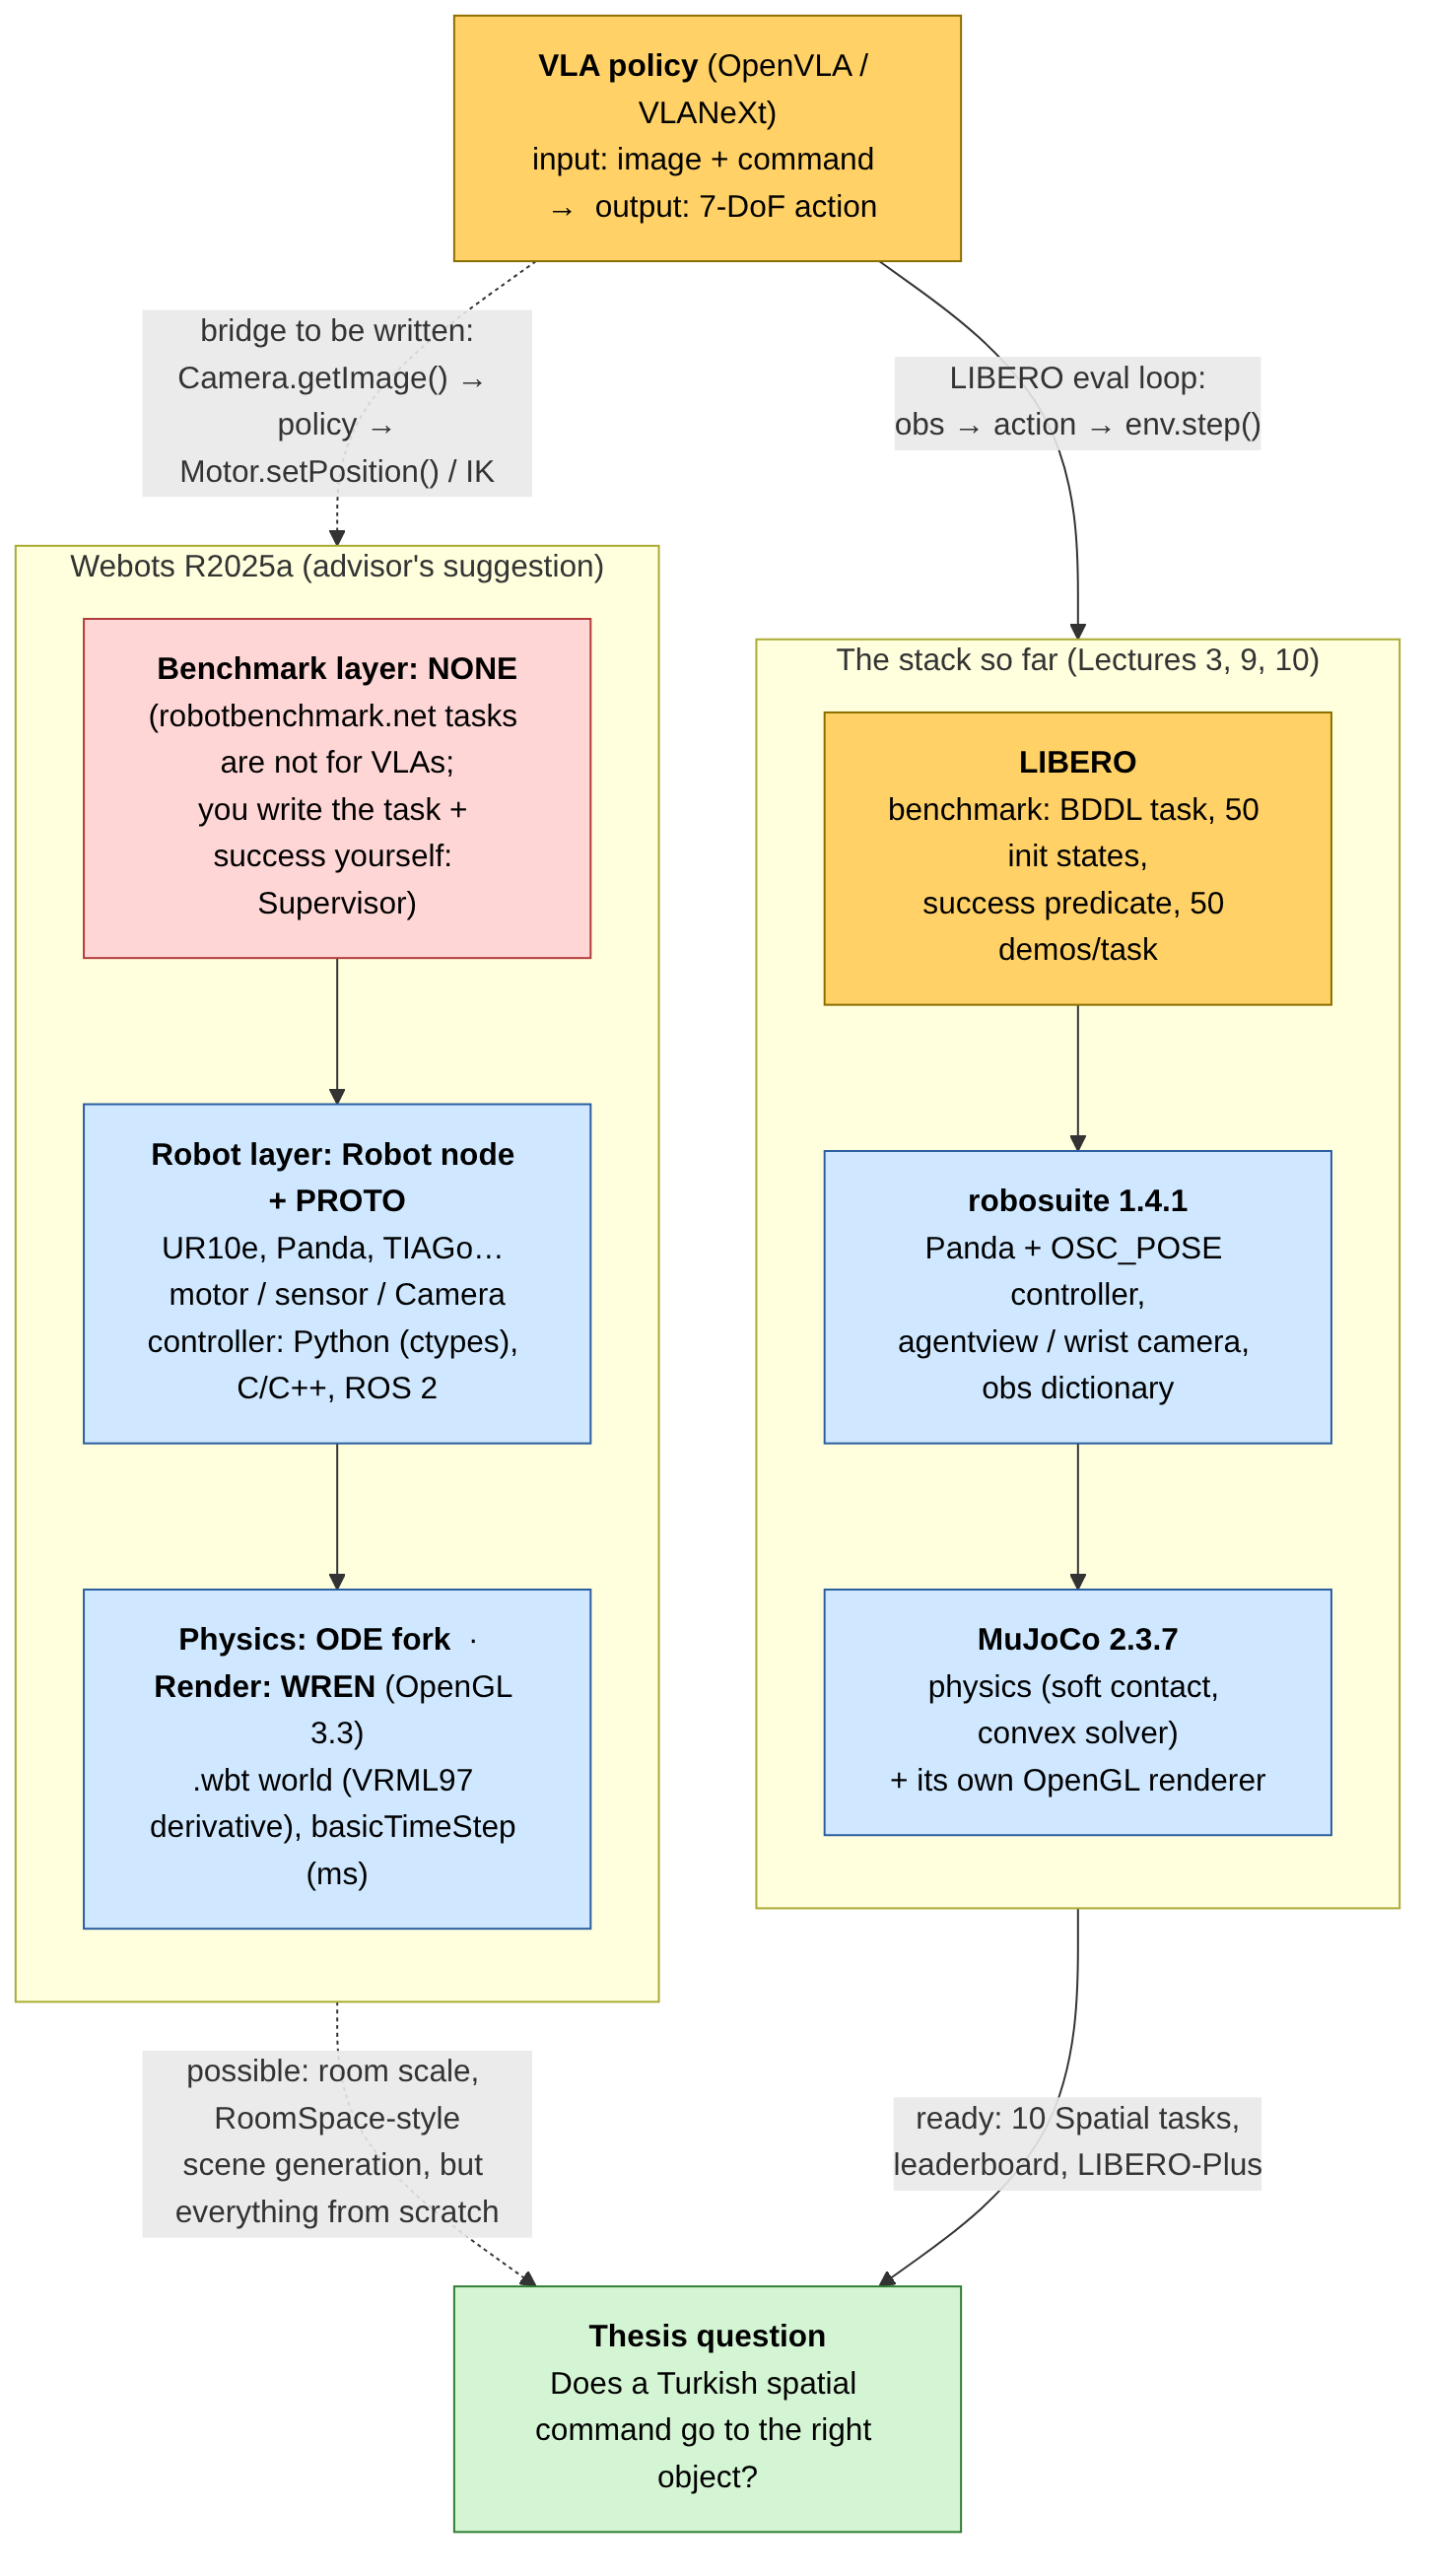 VLA policy (OpenVLA /
VLANeXt)
input: image + command
→ output: 7-DoF action
bridge to be written:
Camera.getImage() →
policy →
Motor.setPosition() / IK
LIBERO eval loop:
obs → action → env.step()
Webots R2025a (advisor's suggestion)
Benchmark layer: NONE
(robotbenchmark.net tasks
are not for VLAs;
you write the task +
success yourself:
Supervisor)
Robot layer: Robot node
+ PROTO
UR10e, Panda, TIAGo…
motor / sensor / Camera
controller: Python (ctypes),
C/C++, ROS 2
Physics: ODE fork ·
Render: WREN (OpenGL
3.3)
.wbt world (VRML97
derivative), basicTimeStep
(ms)
The stack so far (Lectures 3, 9, 10)
LIBERO
benchmark: BDDL task, 50
init states,
success predicate, 50
demos/task
robosuite 1.4.1
Panda + OSC_POSE
controller,
agentview / wrist camera,
obs dictionary
MuJoCo 2.3.7
physics (soft contact,
convex solver)
+ its own OpenGL renderer
possible: room scale,
RoomSpace-style
scene generation, but
everything from scratch
ready: 10 Spatial tasks,
leaderboard, LIBERO-Plus
Thesis question
Does a Turkish spatial
command go to the right
object?